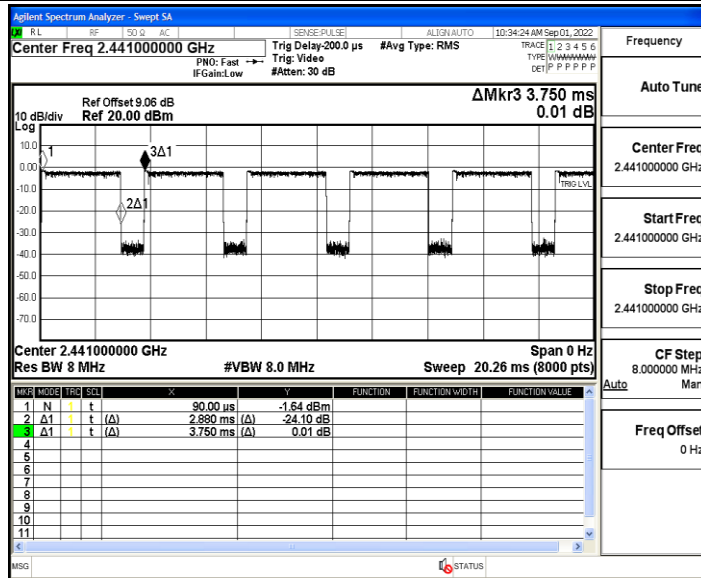 Agilent Spectrum Analyzer - Swept SA
RL RF 50 Ω AC SENSE:PULSE ALIGN AUTO 10:34:24 AM Sep 01, 2022
Center Freq 2.441000000 GHz
Trig Delay-200.0 µs #Avg Type: RMS
TRACE 1 2 3 4 5 6
PNO: Fast Trig: Video
TYPE WWWWWWW
IFGain:Low #Atten: 30 dB
DET P P P P P P
ΔMkr3 3.750 ms
0.01 dB
Ref Offset 9.06 dB
10 dB/div Ref 20.00 dBm
Log
10.0
0.00
-10.0
-20.0
-30.0
-40.0
-50.0
-60.0
-70.0
1
3Δ1
2Δ1
TRIG LVL
Center 2.441000000 GHz Span 0 Hz
Res BW 8 MHz #VBW 8.0 MHz Sweep 20.26 ms (8000 pts)
MKR MODE TRC SCL X Y FUNCTION FUNCTION WIDTH FUNCTION VALUE
1 N 1 t 90.00 µs -1.64 dBm
2 Δ1 1 t (Δ) 2.880 ms (Δ) -24.10 dB
3 Δ1 1 t (Δ) 3.750 ms (Δ) 0.01 dB
4
5
6
7
8
9
10
11
MSG STATUS
Frequency
Auto Tune
Center Freq
2.441000000 GHz
Start Freq
2.441000000 GHz
Stop Freq
2.441000000 GHz
CF Step
8.000000 MHz
Auto Man
Freq Offset
0 Hz